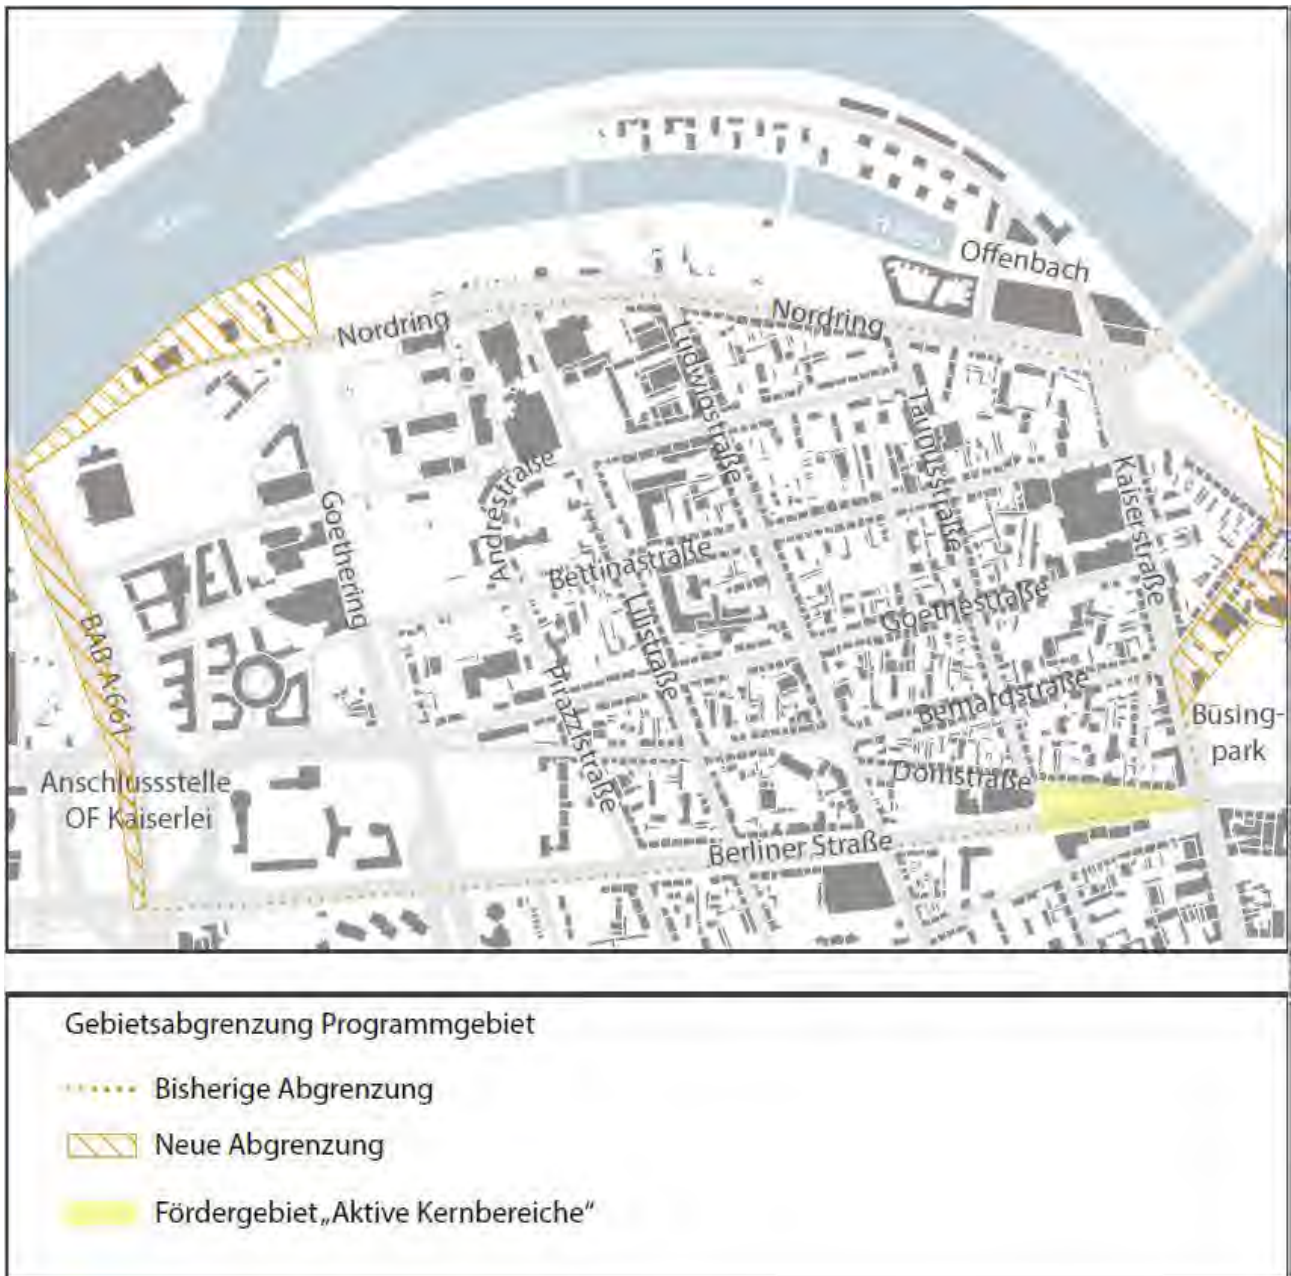 Offenbach
Nordring
Nordring
Ludwigstraße
Taunusstraße
Kaiserstraße
Goethering
Andréstraße
Bettinastraße
Goethestraße
Lilistraße
BAB A661
Pirazzistraße
Bernardstraße
Büsing-
park
Domstraße
Anschlussstelle
OF Kaiserlei
Berliner Straße
Gebietsabgrenzung Programmgebiet
Bisherige Abgrenzung
Neue Abgrenzung
Fördergebiet „Aktive Kernbereiche“